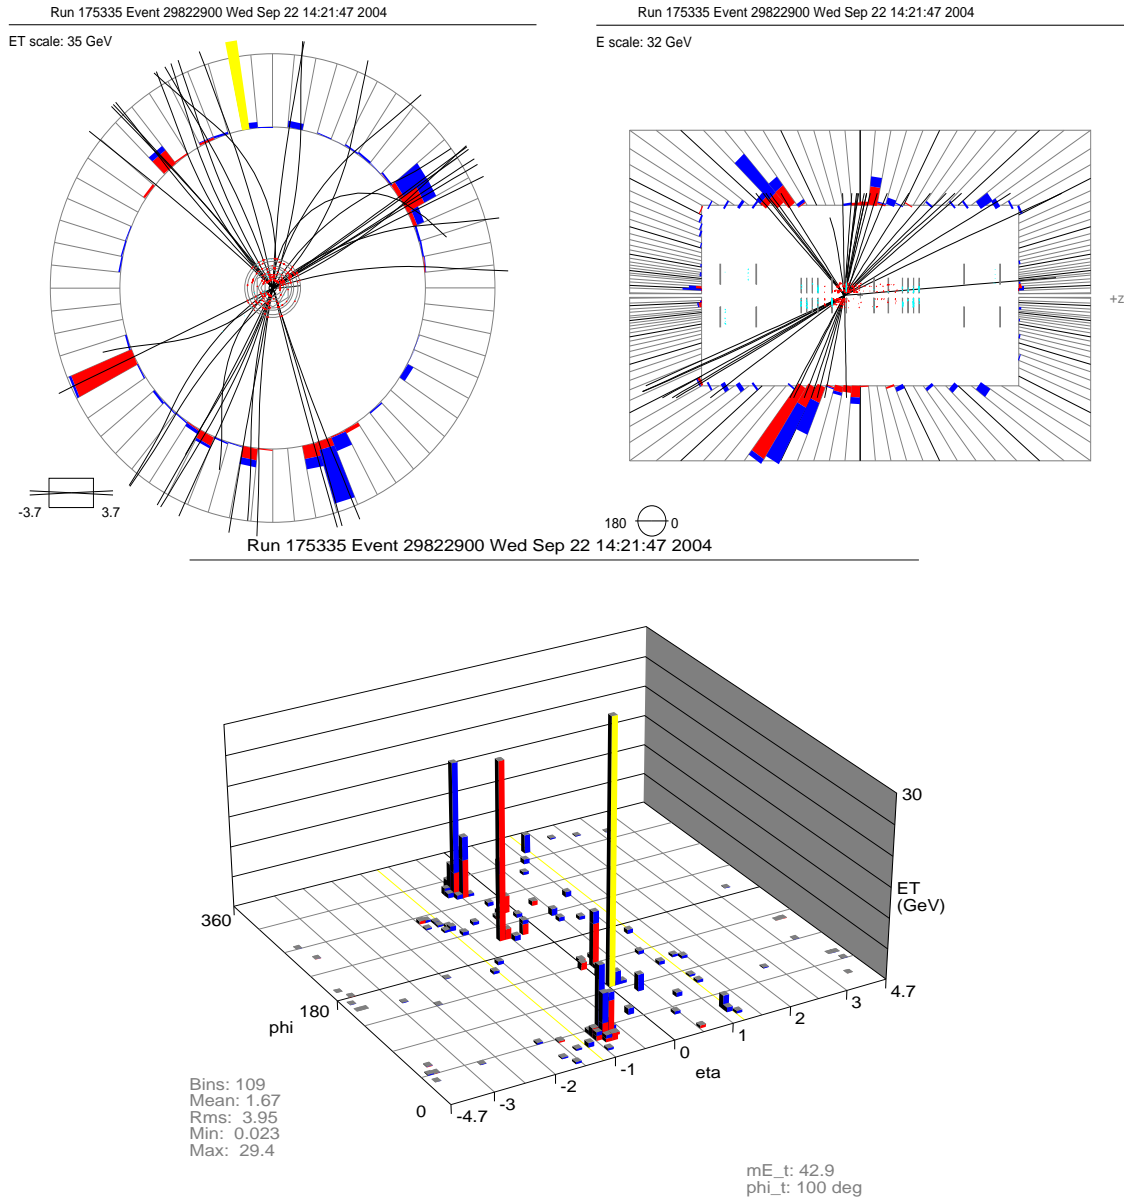 Run 175335 Event 29822900 Wed Sep 22 14:21:47 2004
ET scale: 35 GeV
-3.7 3.7
Run 175335 Event 29822900 Wed Sep 22 14:21:47 2004
E scale: 32 GeV
+z
180 0
Run 175335 Event 29822900 Wed Sep 22 14:21:47 2004
30
ET
(GeV)
360
180
phi
0
-4.7 -3 -2 -1 0 1 2 3 4.7
eta
Bins: 109
Mean: 1.67
Rms: 3.95
Min: 0.023
Max: 29.4
mE_t: 42.9
phi_t: 100 deg